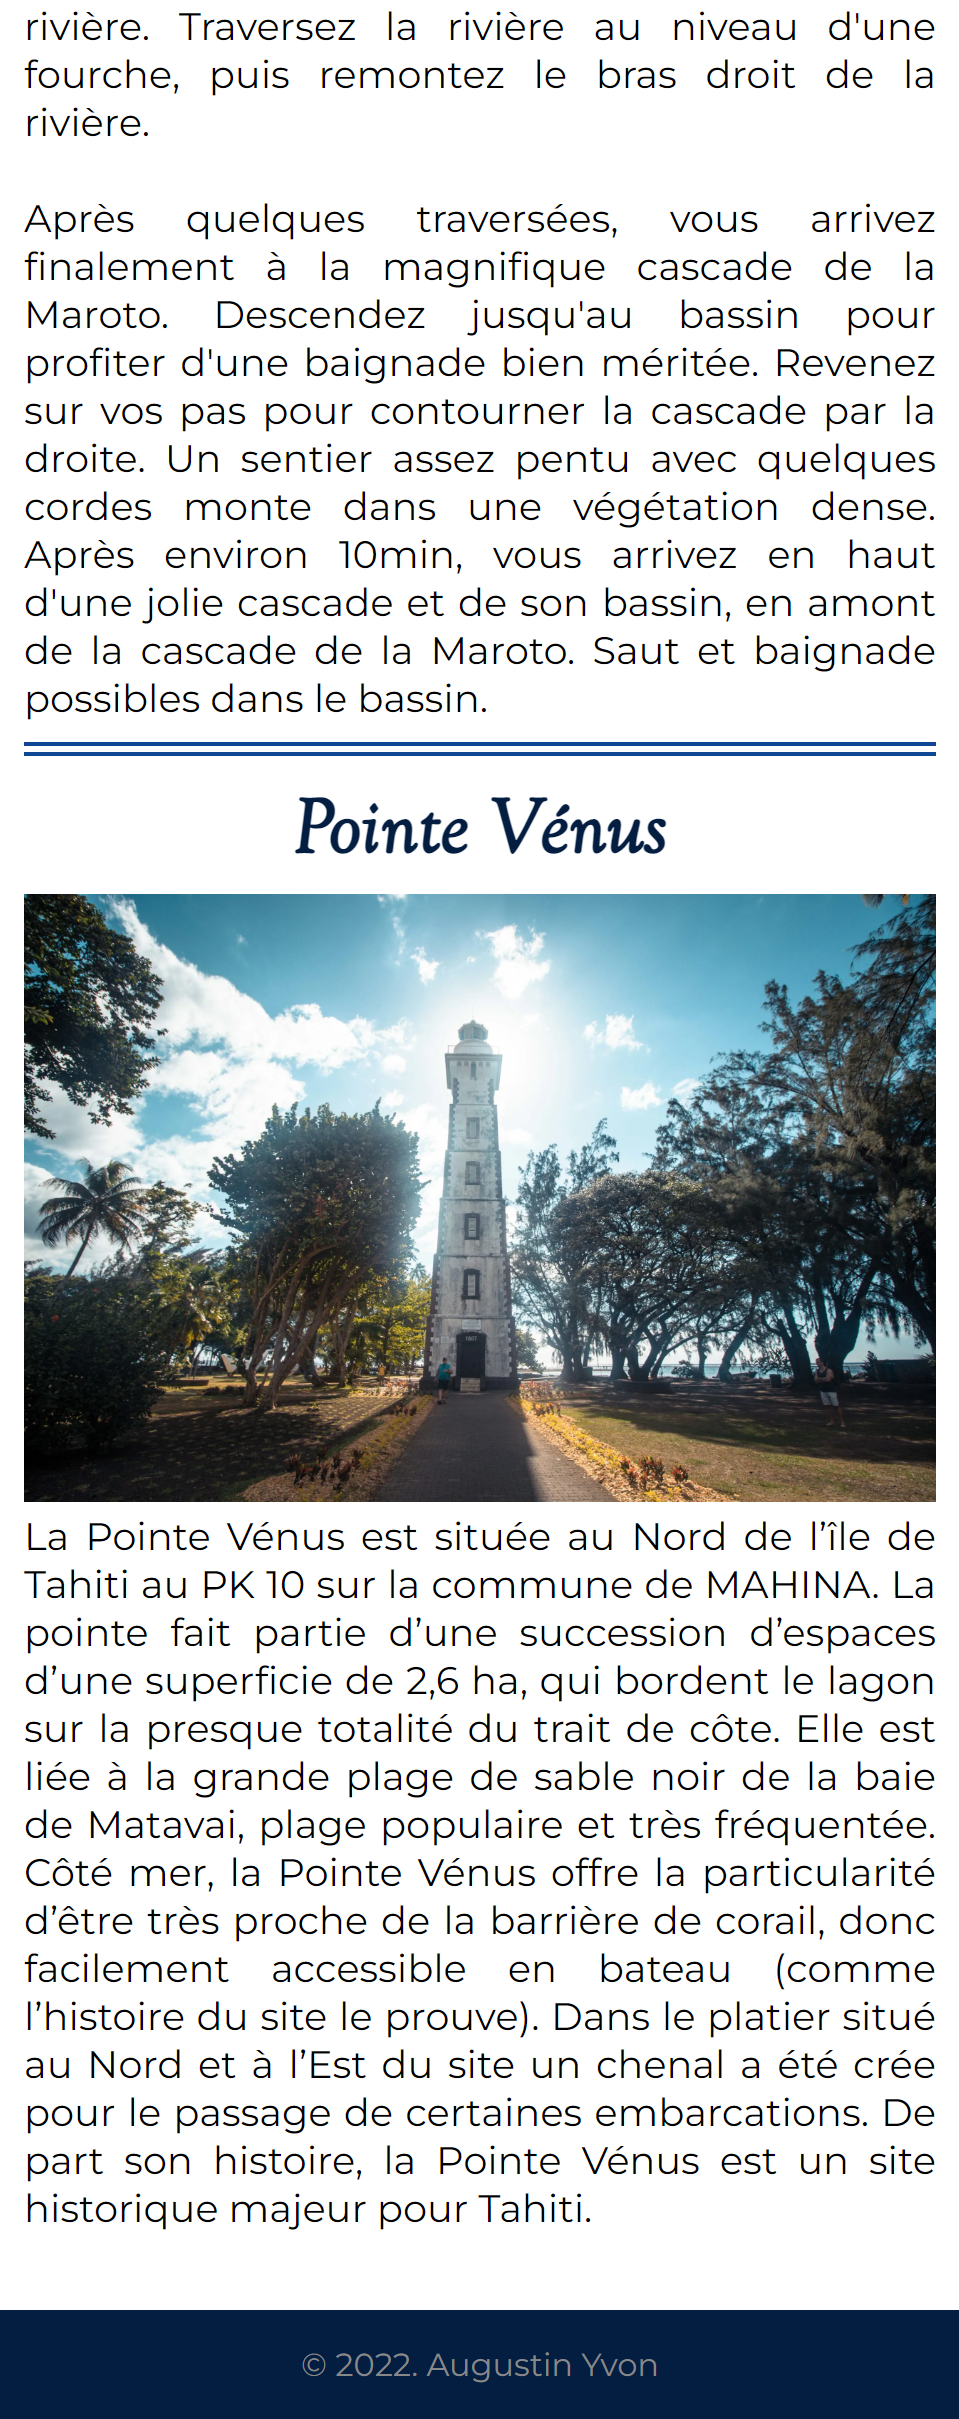 rivière. Traversez la rivière au niveau d'une
fourche, puis remontez le bras droit de la
rivière.
Après quelques traversées, vous arrivez
finalement à la magnifique cascade de la
Maroto. Descendez jusqu'au bassin pour
profiter d'une baignade bien méritée. Revenez
sur vos pas pour contourner la cascade par la
droite. Un sentier assez pentu avec quelques
cordes monte dans une végétation dense.
Après environ 10min, vous arrivez en haut
d'une jolie cascade et de son bassin, en amont
de la cascade de la Maroto. Saut et baignade
possibles dans le bassin.
Pointe Vénus
La Pointe Vénus est située au Nord de l’île de
Tahiti au PK 10 sur la commune de MAHINA. La
pointe fait partie d’une succession d’espaces
d’une superficie de 2,6 ha, qui bordent le lagon
sur la presque totalité du trait de côte. Elle est
liée à la grande plage de sable noir de la baie
de Matavai, plage populaire et très fréquentée.
Côté mer, la Pointe Vénus offre la particularité
d’être très proche de la barrière de corail, donc
facilement accessible en bateau (comme
l’histoire du site le prouve). Dans le platier situé
au Nord et à l’Est du site un chenal a été crée
pour le passage de certaines embarcations. De
part son histoire, la Pointe Vénus est un site
historique majeur pour Tahiti.
© 2022. Augustin Yvon